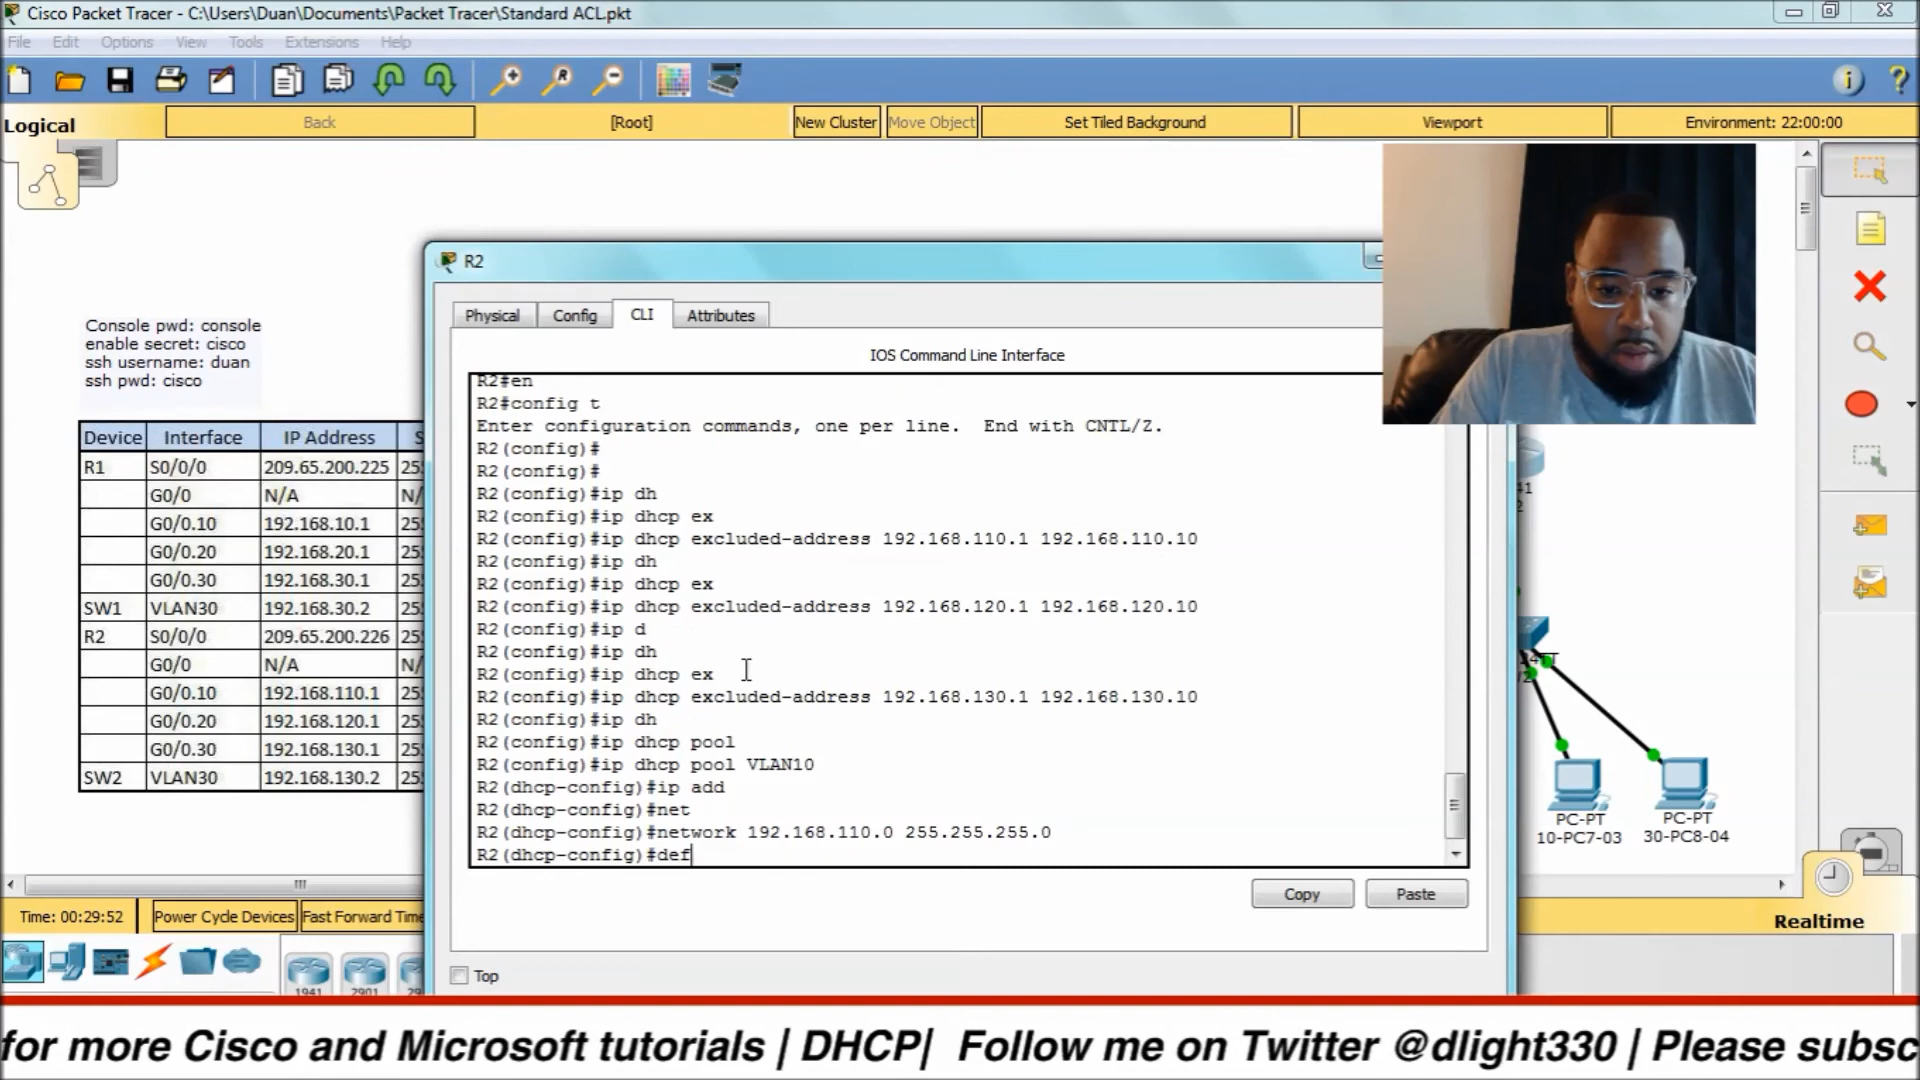 Cisco Packet Tracer - C:\Users\Duan\Documents\Packet Tracer\Standard ACL.pkt
File Edit Options View Tools Extensions Help
Logical
Back
[Root]
New Cluster
Move Object
Set Tiled Background
Viewport
Environment: 22:00:00
R2
Physical Config CLI Attributes
IOS Command Line Interface
Console pwd: console
enable secret: cisco
ssh username: duan
ssh pwd: cisco
Device Interface IP Address S
R1 S0/0/0 209.65.200.225 25
G0/0 N/A N/
G0/0.10 192.168.10.1 25
G0/0.20 192.168.20.1 25
G0/0.30 192.168.30.1 25
SW1 VLAN30 192.168.30.2 25
R2 S0/0/0 209.65.200.226 25
G0/0 N/A N/
G0/0.10 192.168.110.1 25
G0/0.20 192.168.120.1 25
G0/0.30 192.168.130.1 25
SW2 VLAN30 192.168.130.2 25
R2#en
R2#config t
Enter configuration commands, one per line.  End with CNTL/Z.
R2(config)#
R2(config)#
R2(config)#ip dh
R2(config)#ip dhcp ex
R2(config)#ip dhcp excluded-address 192.168.110.1 192.168.110.10
R2(config)#ip dh
R2(config)#ip dhcp ex
R2(config)#ip dhcp excluded-address 192.168.120.1 192.168.120.10
R2(config)#ip d
R2(config)#ip dh
R2(config)#ip dhcp ex
R2(config)#ip dhcp excluded-address 192.168.130.1 192.168.130.10
R2(config)#ip dh
R2(config)#ip dhcp pool
R2(config)#ip dhcp pool VLAN10
R2(dhcp-config)#ip add
R2(dhcp-config)#net
R2(dhcp-config)#network 192.168.110.0 255.255.255.0
R2(dhcp-config)#def
Copy
Paste
Top
41
2
PC-PT
10-PC7-03
PC-PT
30-PC8-04
Time: 00:29:52
Power Cycle Devices
Fast Forward Time
Realtime
1941
2901
29
for more Cisco and Microsoft tutorials | DHCP|  Follow me on Twitter @dlight330 | Please subsc